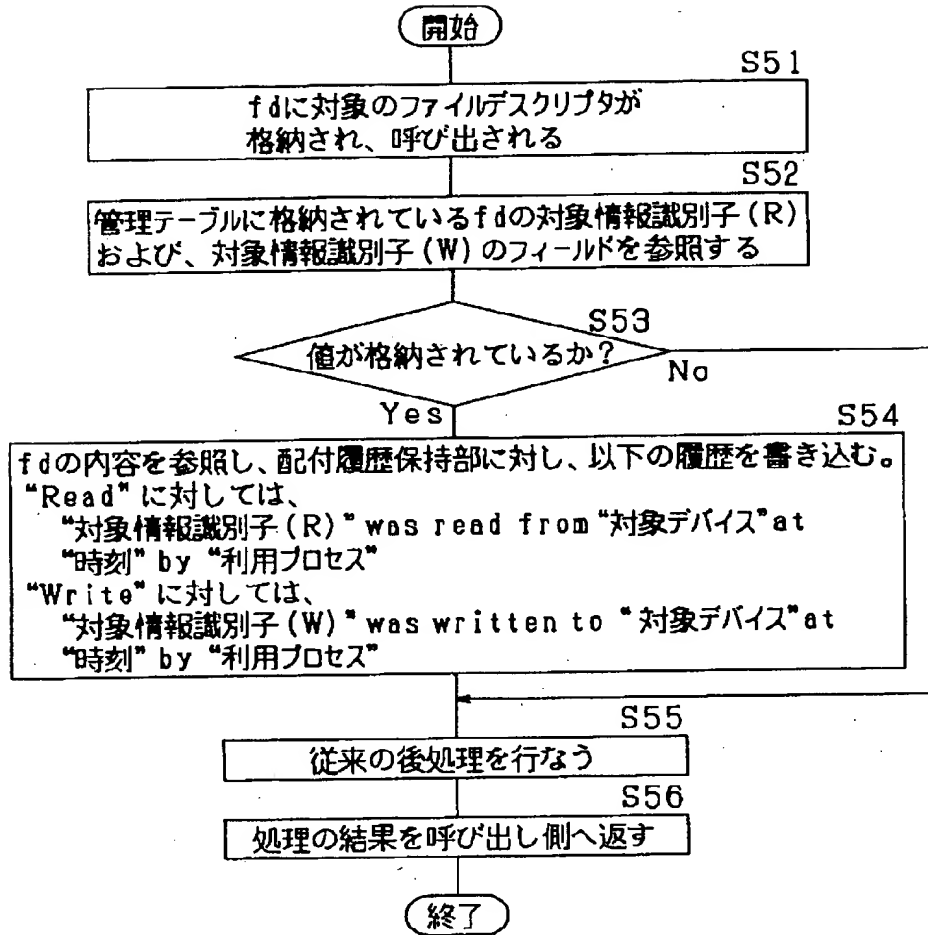 開始
S51
fdに対象のファイルデスクリプタが
格納され、呼び出される
S52
管理テーブルに格納されているfdの対象情報識別子(R)
および、対象情報識別子(W)のフィールドを参照する
S53
値が格納されているか?
No
Yes
S54
fdの内容を参照し、配付履歴保持部に対し、以下の履歴を書き込む。
“Read”に対しては、
“対象情報識別子(R)”was read from“対象デバイス”at
“時刻”by“利用プロセス”
“Write”に対しては、
“対象情報識別子(W)”was written to“対象デバイス”at
“時刻”by“利用プロセス”
S55
従来の後処理を行なう
S56
処理の結果を呼び出し側へ返す
終了